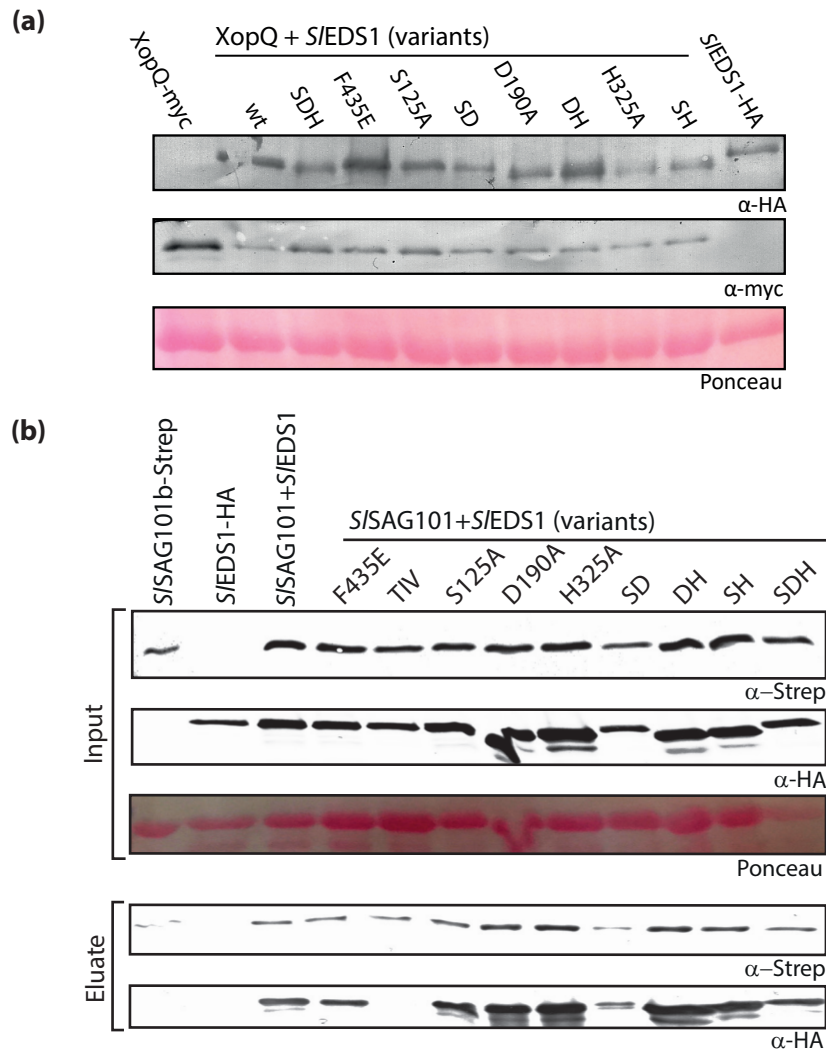 (a)
XopQ + SlEDS1 (variants)
XopQ-myc
wt
SDH
F435E
S125A
SD
D190A
DH
H325A
SH
SlEDS1-HA
α-HA
α-myc
Ponceau
(b)
SlSAG101b-Strep
SlEDS1-HA
SlSAG101+SlEDS1
SlSAG101+SlEDS1 (variants)
F435E
TIV
S125A
D190A
H325A
SD
DH
SH
SDH
Input
α–Strep
α-HA
Ponceau
Eluate
α–Strep
α-HA